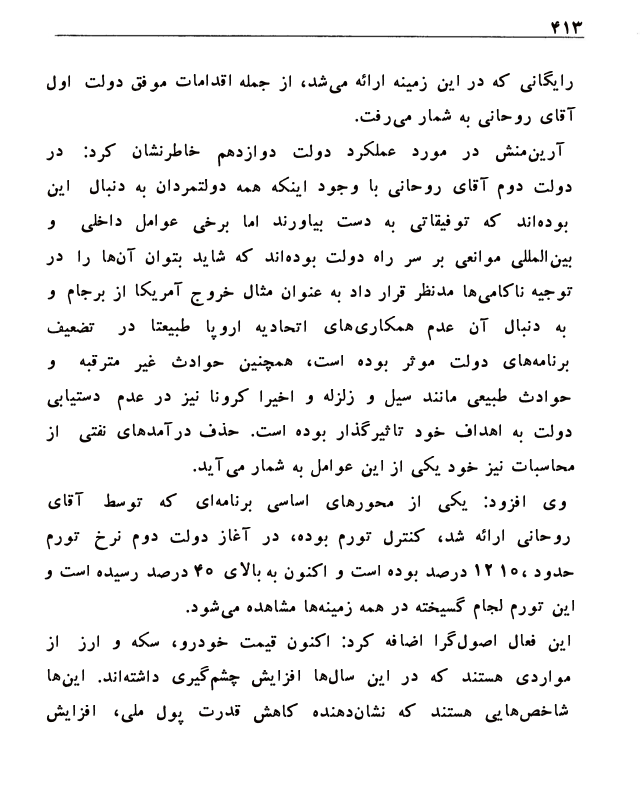 ۴۱۳
رایگانی که در این زمینه ارائه می‌شد، از جمله اقدامات موفق دولت اول
آقای روحانی به شمار می‌رفت.
آرین‌منش در مورد عملکرد دولت دوازدهم خاطرنشان کرد: در
دولت دوم آقای روحانی با وجود اینکه همه دولتمردان به دنبال این
بوده‌اند که توفیقاتی به دست بیاورند اما برخی عوامل داخلی و
بین‌المللی موانعی بر سر راه دولت بوده‌اند که شاید بتوان آن‌ها را در
توجیه ناکامی‌ها مدنظر قرار داد به عنوان مثال خروج آمریکا از برجام و
به دنبال آن عدم همکاری‌های اتحادیه اروپا طبیعتا در تضعیف
برنامه‌های دولت موثر بوده است، همچنین حوادث غیر مترقبه و
حوادث طبیعی مانند سیل و زلزله و اخیرا کرونا نیز در عدم دستیابی
دولت به اهداف خود تاثیرگذار بوده است. حذف درآمدهای نفتی از
محاسبات نیز خود یکی از این عوامل به شمار می‌آید.
وی افزود: یکی از محورهای اساسی برنامه‌ای که توسط آقای
روحانی ارائه شد، کنترل تورم بوده، در آغاز دولت دوم نرخ تورم
حدود ،۱۰ ۱۲ درصد بوده است و اکنون به بالای ۴۰ درصد رسیده است و
این تورم لجام گسیخته در همه زمینه‌ها مشاهده می‌شود.
این فعال اصول‌گرا اضافه کرد: اکنون قیمت خودرو، سکه و ارز از
مواردی هستند که در این سال‌ها افزایش چشم‌گیری داشته‌اند. این‌ها
شاخص‌هایی هستند که نشان‌دهنده کاهش قدرت پول ملی، افزایش